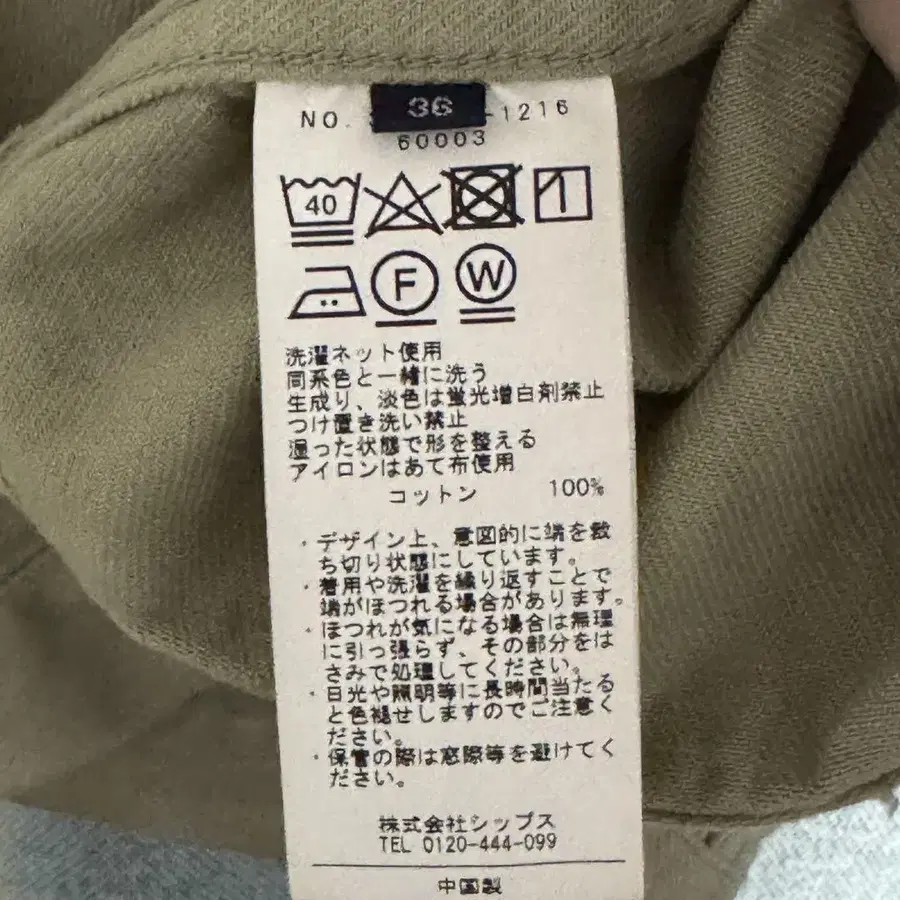 36
NO. -1216
60003
40
F
W
洗濯ネット使用
同系色と一緒に洗う
生成り、淡色は蛍光増白剤禁止
つけ置き洗い禁止
湿った状態で形を整える
アイロンはあて布使用
コットン 100%
・デザイン上、意図的に端を裁
ち切り状態にしています。
・着用や洗濯を繰り返すことで
端がほつれる場合があります。
・ほつれが気になる場合は無理
に引っ張らず、その部分をは
さみで処理してください。
・日光や照明等に長時間当たる
と色褪せしますのでご注意く
ださい。
・保管の際は窓際等を避けてく
ださい。
株式会社シップス
TEL 0120-444-099
中国製